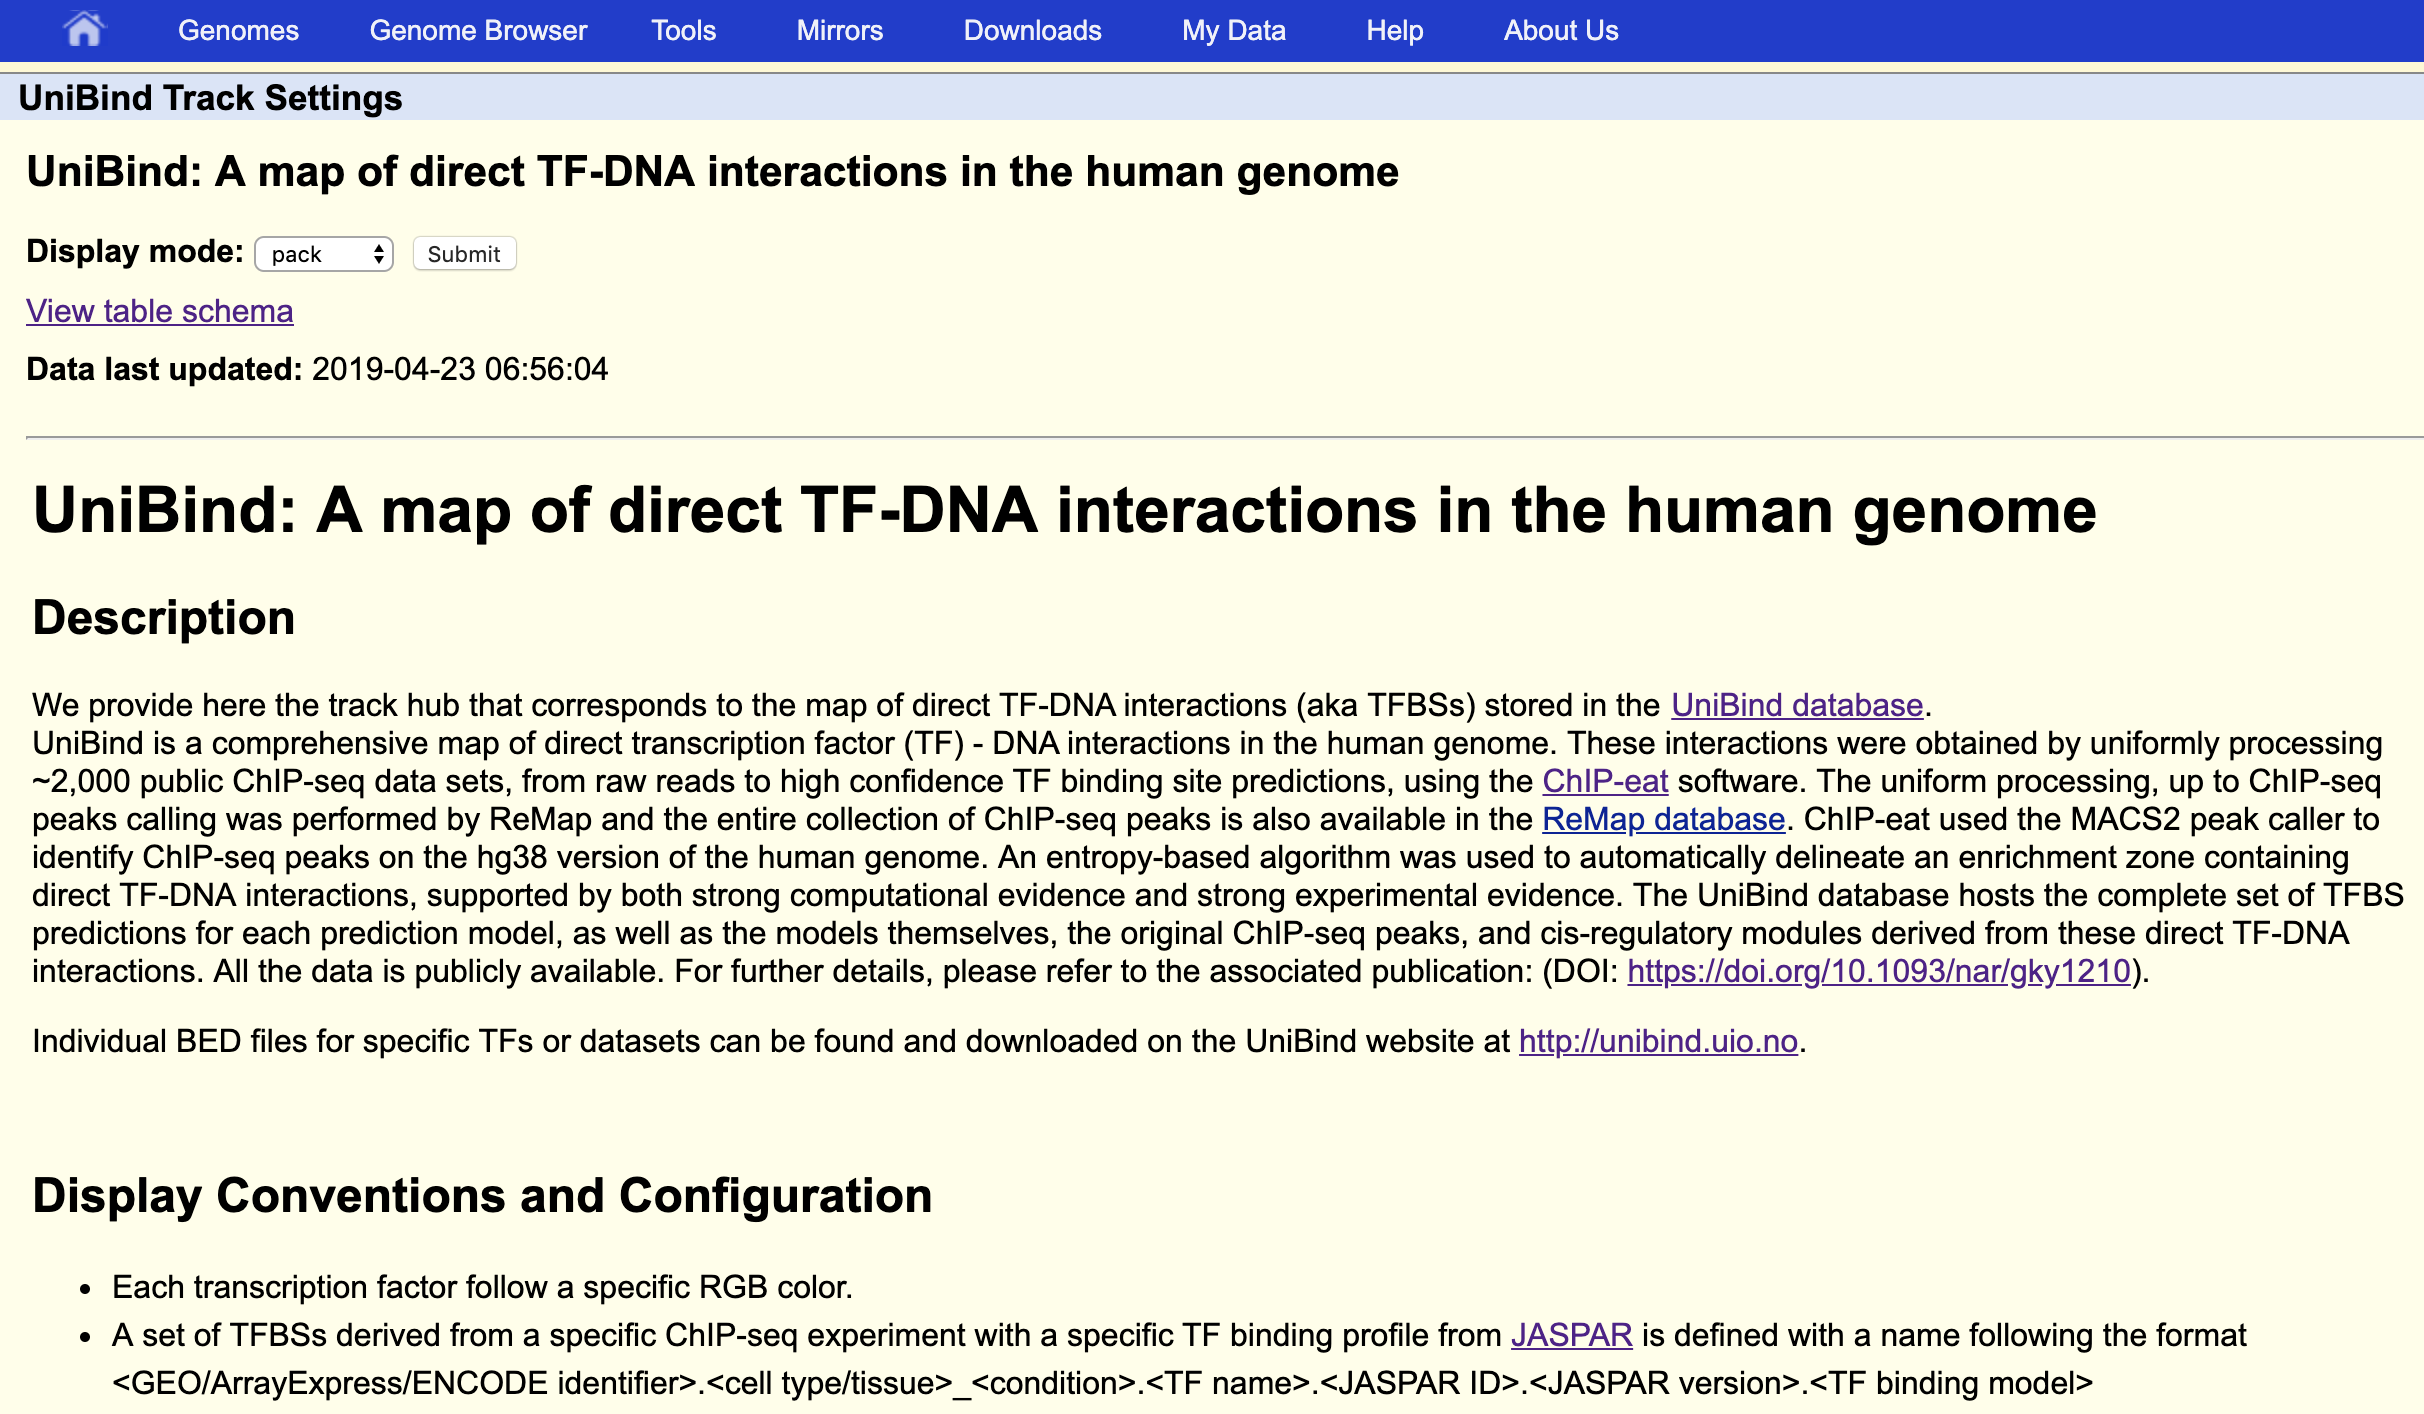 Genomes Genome Browser Tools Mirrors Downloads My Data Help About Us
UniBind Track Settings
UniBind: A map of direct TF-DNA interactions in the human genome
Display mode: pack Submit
View table schema
Data last updated: 2019-04-23 06:56:04
UniBind: A map of direct TF-DNA interactions in the human genome
Description
We provide here the track hub that corresponds to the map of direct TF-DNA interactions (aka TFBSs) stored in the UniBind database.
UniBind is a comprehensive map of direct transcription factor (TF) - DNA interactions in the human genome. These interactions were obtained by uniformly processing
~2,000 public ChIP-seq data sets, from raw reads to high confidence TF binding site predictions, using the ChIP-eat software. The uniform processing, up to ChIP-seq
peaks calling was performed by ReMap and the entire collection of ChIP-seq peaks is also available in the ReMap database. ChIP-eat used the MACS2 peak caller to
identify ChIP-seq peaks on the hg38 version of the human genome. An entropy-based algorithm was used to automatically delineate an enrichment zone containing
direct TF-DNA interactions, supported by both strong computational evidence and strong experimental evidence. The UniBind database hosts the complete set of TFBS
predictions for each prediction model, as well as the models themselves, the original ChIP-seq peaks, and cis-regulatory modules derived from these direct TF-DNA
interactions. All the data is publicly available. For further details, please refer to the associated publication: (DOI: https://doi.org/10.1093/nar/gky1210).
Individual BED files for specific TFs or datasets can be found and downloaded on the UniBind website at http://unibind.uio.no.
Display Conventions and Configuration
• Each transcription factor follow a specific RGB color.
• A set of TFBSs derived from a specific ChIP-seq experiment with a specific TF binding profile from JASPAR is defined with a name following the format
<GEO/ArrayExpress/ENCODE identifier>.<cell type/tissue>_<condition>.<TF name>.<JASPAR ID>.<JASPAR version>.<TF binding model>